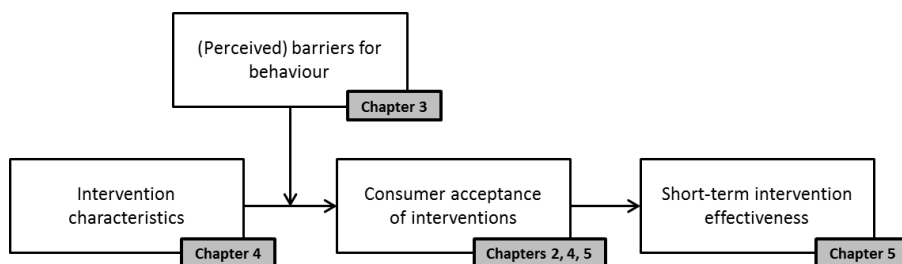 (Perceived) barriers for
behaviour
Chapter 3
Intervention
characteristics
Chapter 4
Consumer acceptance
of interventions
Chapters 2, 4, 5
Short-term intervention
effectiveness
Chapter 5